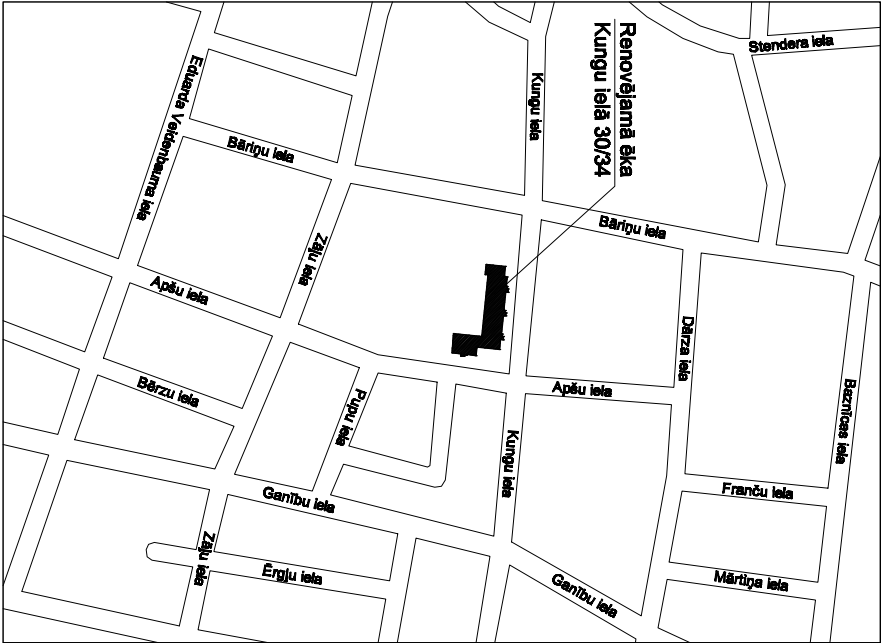 Stendera iela
Renovējamā ēka
Kungu ielā 30/34
Kungu iela
Eduarda Veidenbauma iela
Bāriņu iela
Bāriņu iela
Zāļu iela
Apšu iela
Dārza iela
Baznīcas iela
Bērzu iela
Pupu iela
Apšu iela
Kungu iela
Ganību iela
Franču iela
Zāļu iela
Ērgļu iela
Ganību iela
Mārtiņa iela